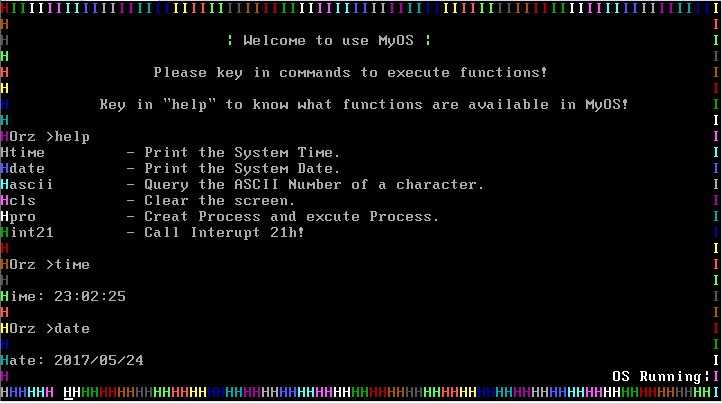 ¦ Welcome to use MyOS ¦
Please key in commands to execute functions!
Key in "help" to know what functions are available in MyOS!
HOrz >help
Htime - Print the System Time.
Hdate - Print the System Date.
Hascii - Query the ASCII Number of a character.
Hcls - Clear the screen.
Hpro - Creat Process and excute Process.
Hint21 - Call Interupt 21h!
HOrz >time
Hime: 23:02:25
HOrz >date
Hate: 2017/05/24
OS Running¦